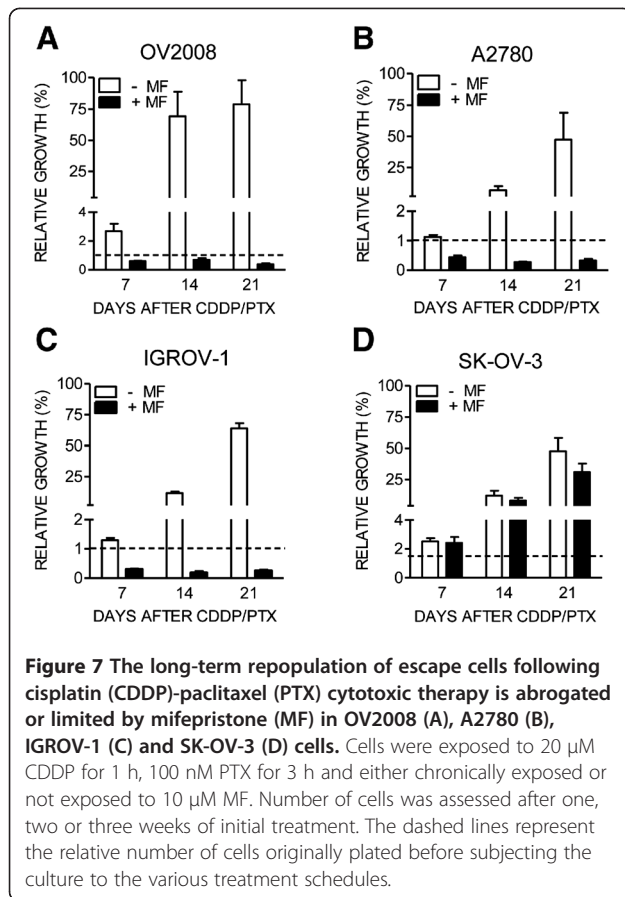 A
OV2008
- MF
+ MF
RELATIVE GROWTH (%)
100
75
50
25
4
2
0
7 14 21
DAYS AFTER CDDP/PTX
B
A2780
- MF
+ MF
RELATIVE GROWTH (%)
100
75
50
25
2
1
0
7 14 21
DAYS AFTER CDDP/PTX
C
IGROV-1
- MF
+ MF
RELATIVE GROWTH (%)
100
75
50
25
2
1
0
7 14 21
DAYS AFTER CDDP/PTX
D
SK-OV-3
- MF
+ MF
RELATIVE GROWTH (%)
100
75
50
25
4
2
0
7 14 21
DAYS AFTER CDDP/PTX
Figure 7 The long-term repopulation of escape cells following
cisplatin (CDDP)-paclitaxel (PTX) cytotoxic therapy is abrogated
or limited by mifepristone (MF) in OV2008 (A), A2780 (B),
IGROV-1 (C) and SK-OV-3 (D) cells. Cells were exposed to 20 μM
CDDP for 1 h, 100 nM PTX for 3 h and either chronically exposed or
not exposed to 10 μM MF. Number of cells was assessed after one,
two or three weeks of initial treatment. The dashed lines represent
the relative number of cells originally plated before subjecting the
culture to the various treatment schedules.